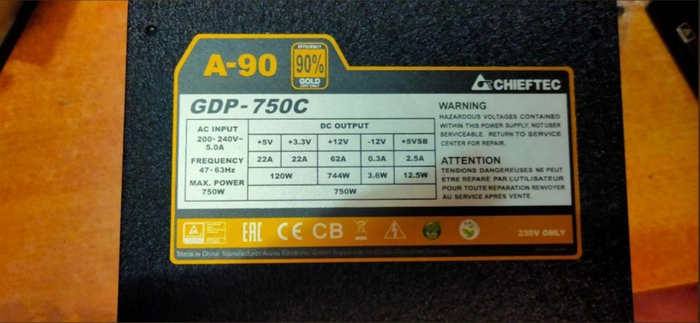 A-90
EFFICIENCY
90%
GOLD
CHIEFTEC
GDP-750C
AC INPUT
200-240V~
5.0A
FREQUENCY
47-63Hz
MAX. POWER
750W
DC OUTPUT
+5V +3.3V +12V -12V +5VSB
22A 22A 62A 0.3A 2.5A
120W 744W 3.6W 12.5W
750W
WARNING
HAZARDOUS VOLTAGES CONTAINED
WITHIN THIS POWER SUPPLY, NOT USER
SERVICEABLE. RETURN TO SERVICE
CENTER FOR REPAIR.
ATTENTION
TENSIONS DANGEREUSES NE PEUT
ETRE REPARE PAR L'UTILISATEUR
POUR TOUTE REPARATION RENVOYER
AU SERVICE APRES VENTE.
EAC CE CB
230V ONLY
Made in China